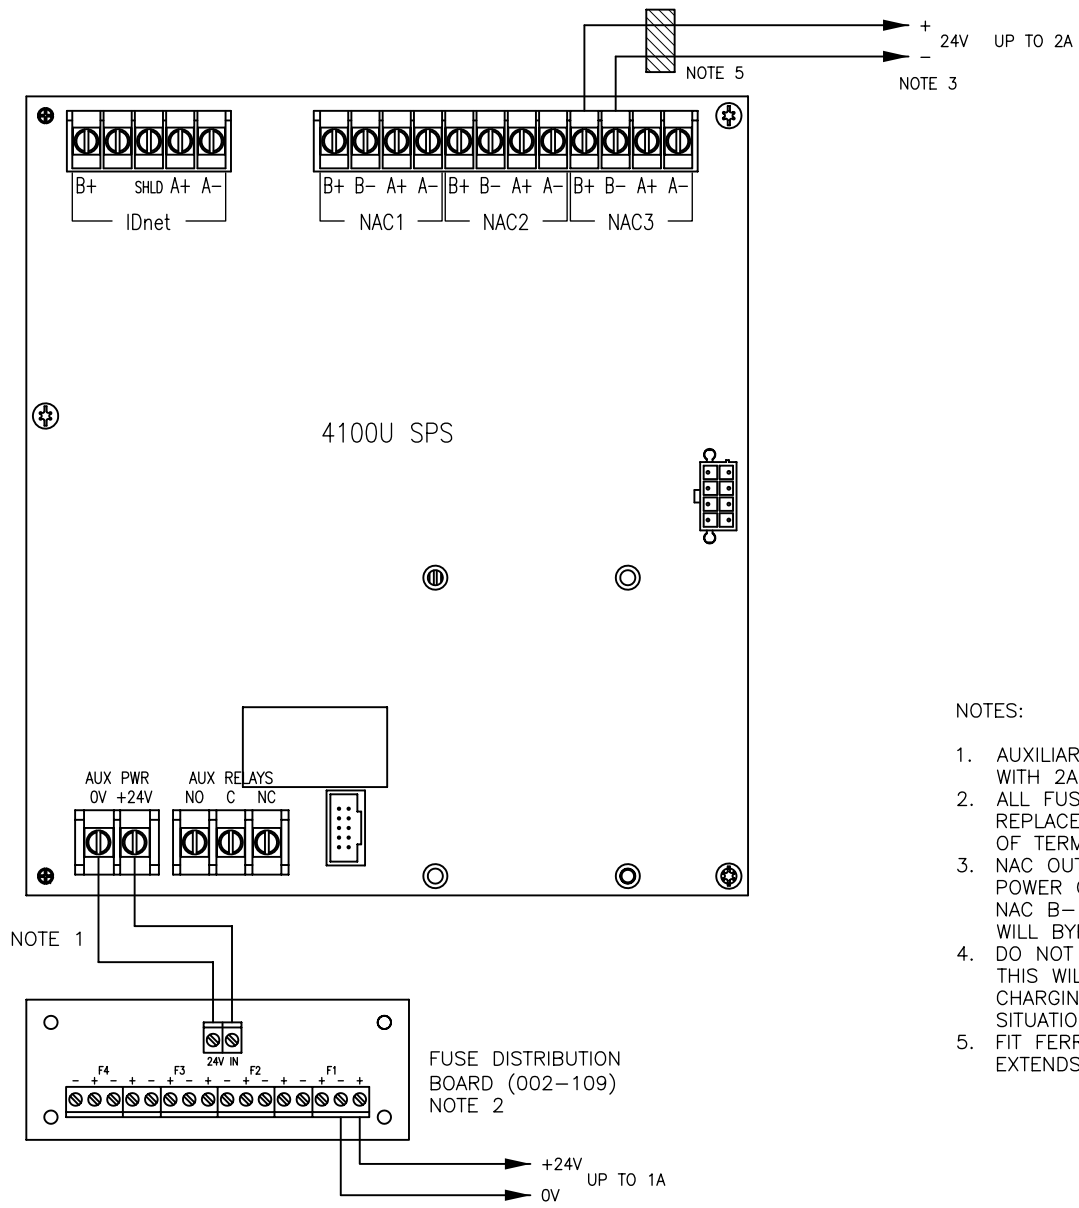 +
24V UP TO 2A
–
NOTE 5
NOTE 3
B+ SHLD A+ A–
IDnet
B+ B– A+ A– B+ B– A+ A– B+ B– A+ A–
NAC1 NAC2 NAC3
4100U SPS
AUX PWR
0V +24V
AUX RELAYS
NO C NC
NOTE 1
24V IN
F4 F3 F2 F1
– + – + – + – + – + – + – + – + – +
FUSE DISTRIBUTION
BOARD (002–109)
NOTE 2
+24V
UP TO 1A
0V
NOTES:
1. AUXILIAR
WITH 2A
2. ALL FUS
REPLACE
OF TERM
3. NAC OUT
POWER
NAC B–
WILL BY
4. DO NOT
THIS WIL
CHARGIN
SITUATIO
5. FIT FERR
EXTENDS